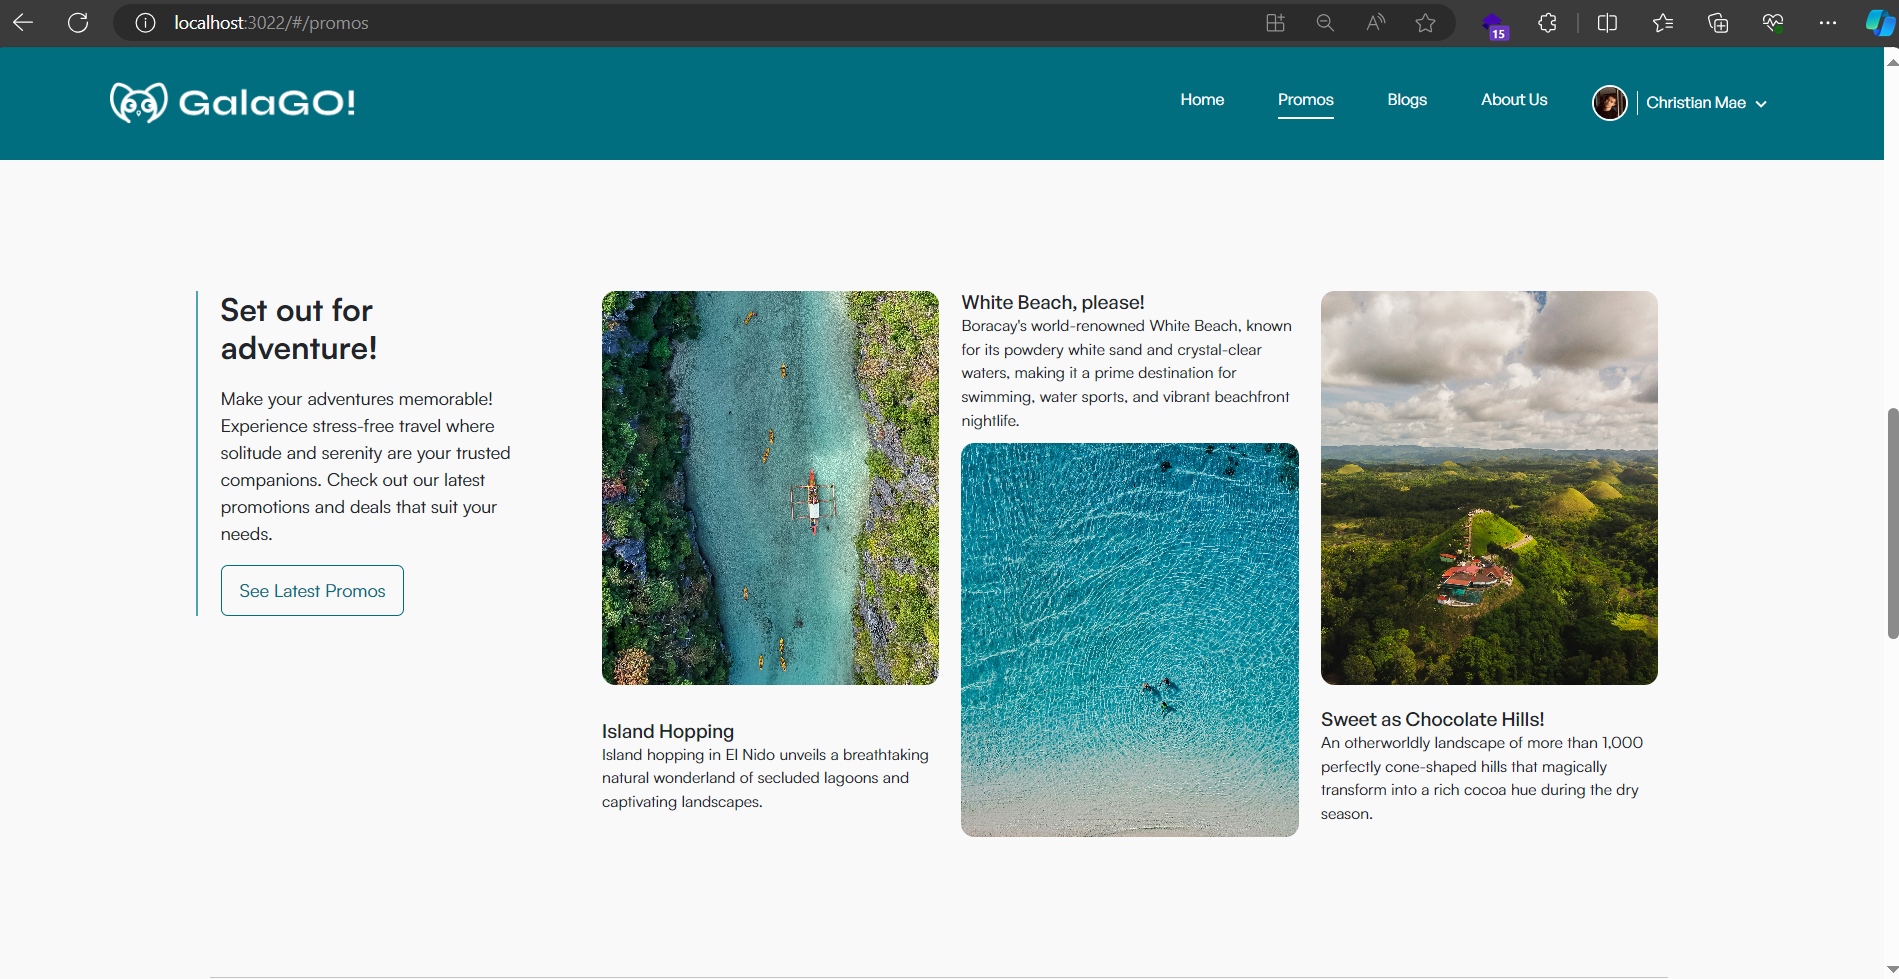 localhost:3022/#/promos
15
GalaGO!
Home
Promos
Blogs
About Us
Christian Mae
Set out for
adventure!
Make your adventures memorable!
Experience stress-free travel where
solitude and serenity are your trusted
companions. Check out our latest
promotions and deals that suit your
needs.
See Latest Promos
Island Hopping
Island hopping in El Nido unveils a breathtaking
natural wonderland of secluded lagoons and
captivating landscapes.
White Beach, please!
Boracay's world-renowned White Beach, known
for its powdery white sand and crystal-clear
waters, making it a prime destination for
swimming, water sports, and vibrant beachfront
nightlife.
Sweet as Chocolate Hills!
An otherworldly landscape of more than 1,000
perfectly cone-shaped hills that magically
transform into a rich cocoa hue during the dry
season.